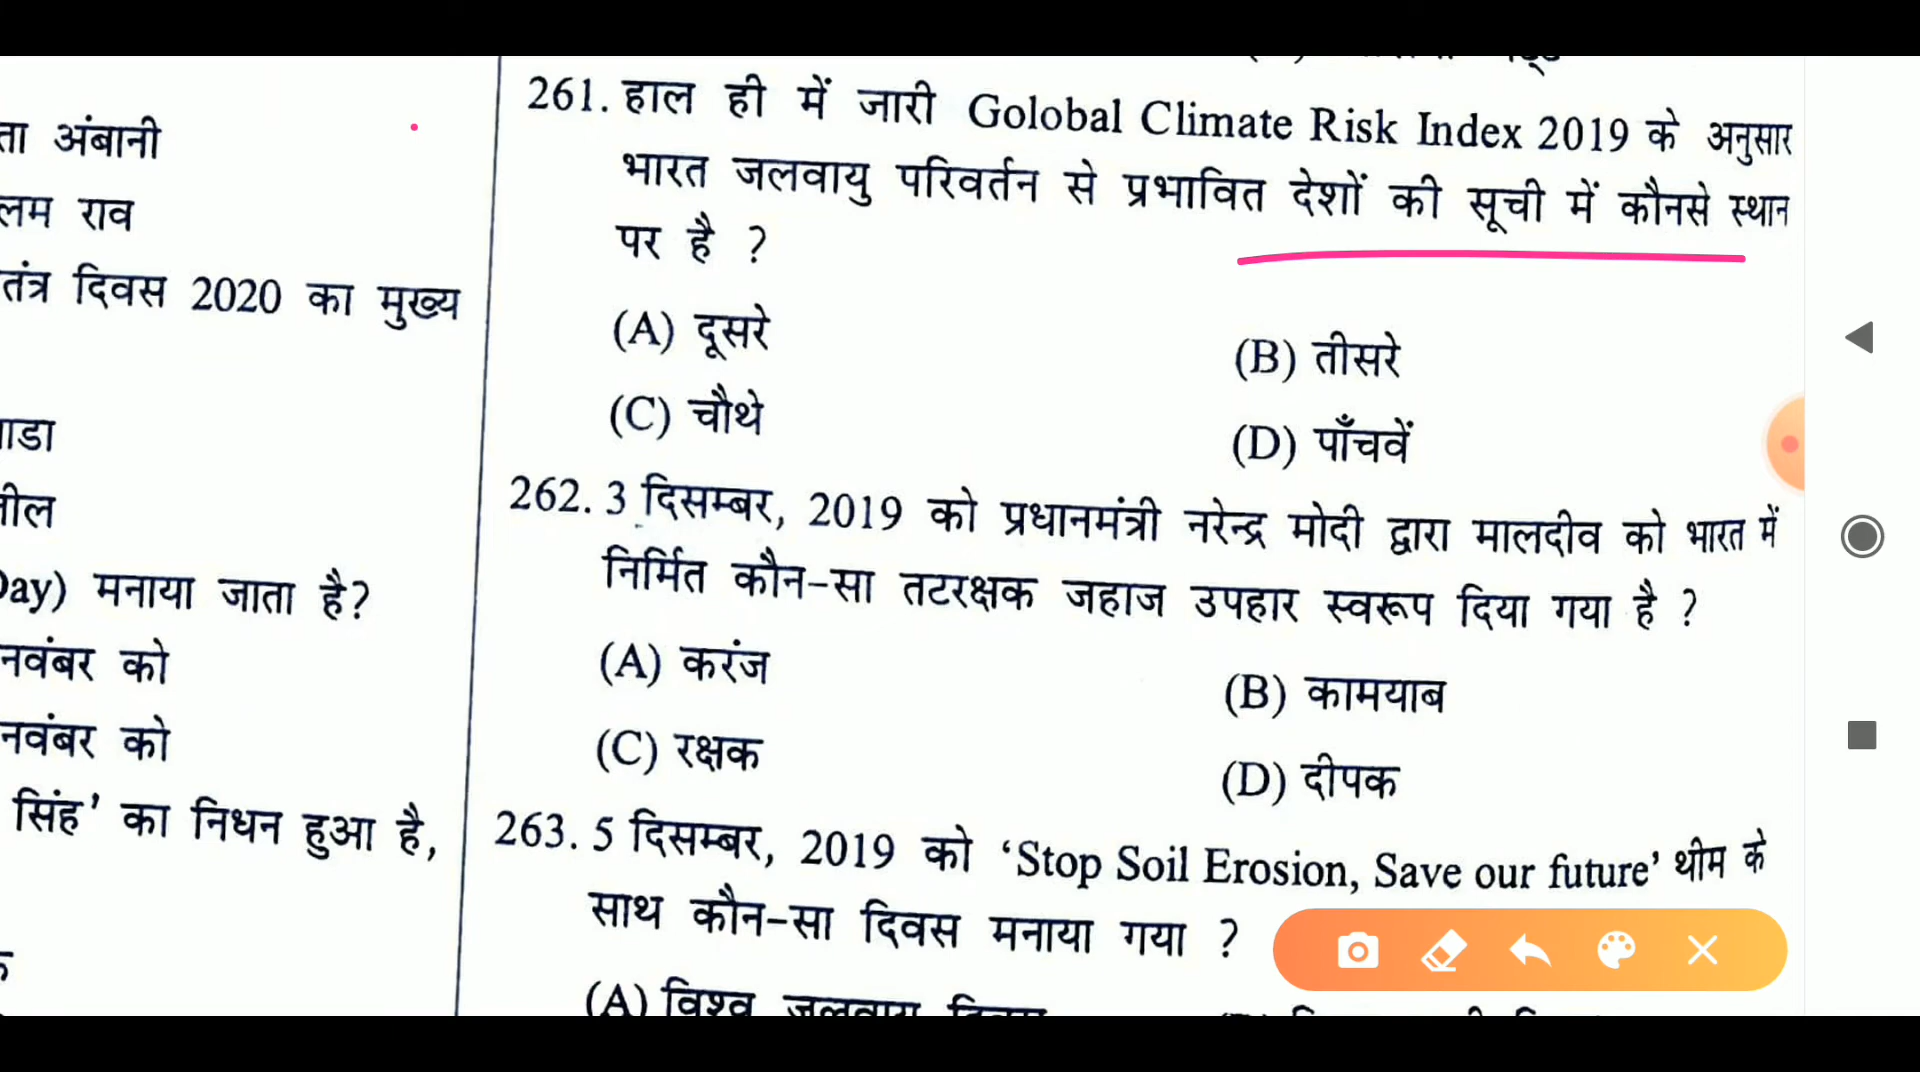 अंबानी
राव
तंत्र दिवस 2020 का मुख्य
Day) मनाया जाता है?
नवंबर को
नवंबर को
सिंह' का निधन हुआ है,
261. हाल ही में जारी Golobal Climate Risk Index 2019 के अनुसार
भारत जलवायु परिवर्तन से प्रभावित देशों की सूची में कौनसे स्थान
पर है ?
(A) दूसरे
(B) तीसरे
(C) चौथे
(D) पाँचवें
262. 3 दिसम्बर, 2019 को प्रधानमंत्री नरेन्द्र मोदी द्वारा मालदीव को भारत में
निर्मित कौन-सा तटरक्षक जहाज उपहार स्वरूप दिया गया है ?
(A) करंज
(B) कामयाब
(C) रक्षक
(D) दीपक
263. 5 दिसम्बर, 2019 को 'Stop Soil Erosion, Save our future' थीम के
साथ कौन-सा दिवस मनाया गया ?
(A) विश्व जलवायु दिवस